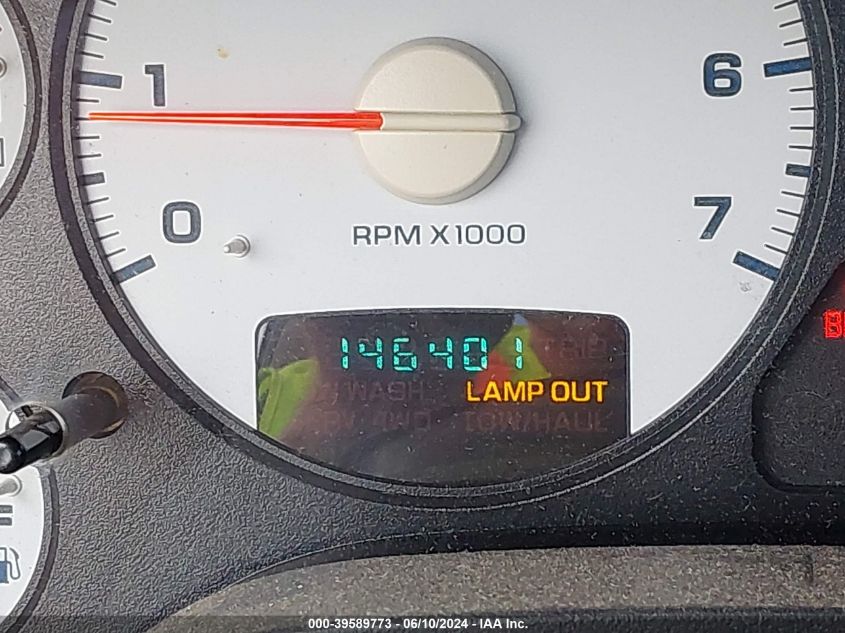 1 6
0 7
RPM X1000
146401
WASH LAMP OUT
4WD TOW/HAUL
000-39589773 - 06/10/2024 - IAA Inc.